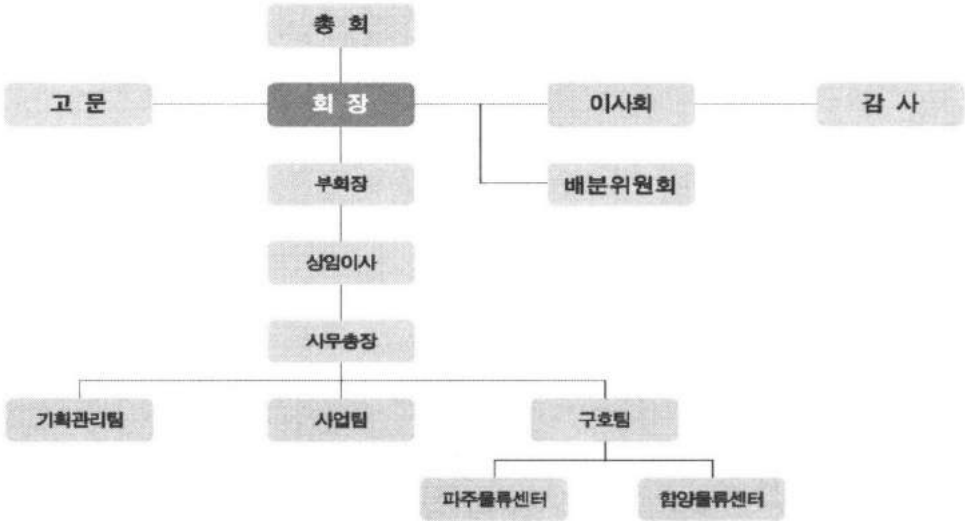 총 회
고 문
회 장
이사회
감 사
부회장
배분위원회
상임이사
사무총장
기획관리팀
사업팀
구호팀
파주물류센터
함양물류센터